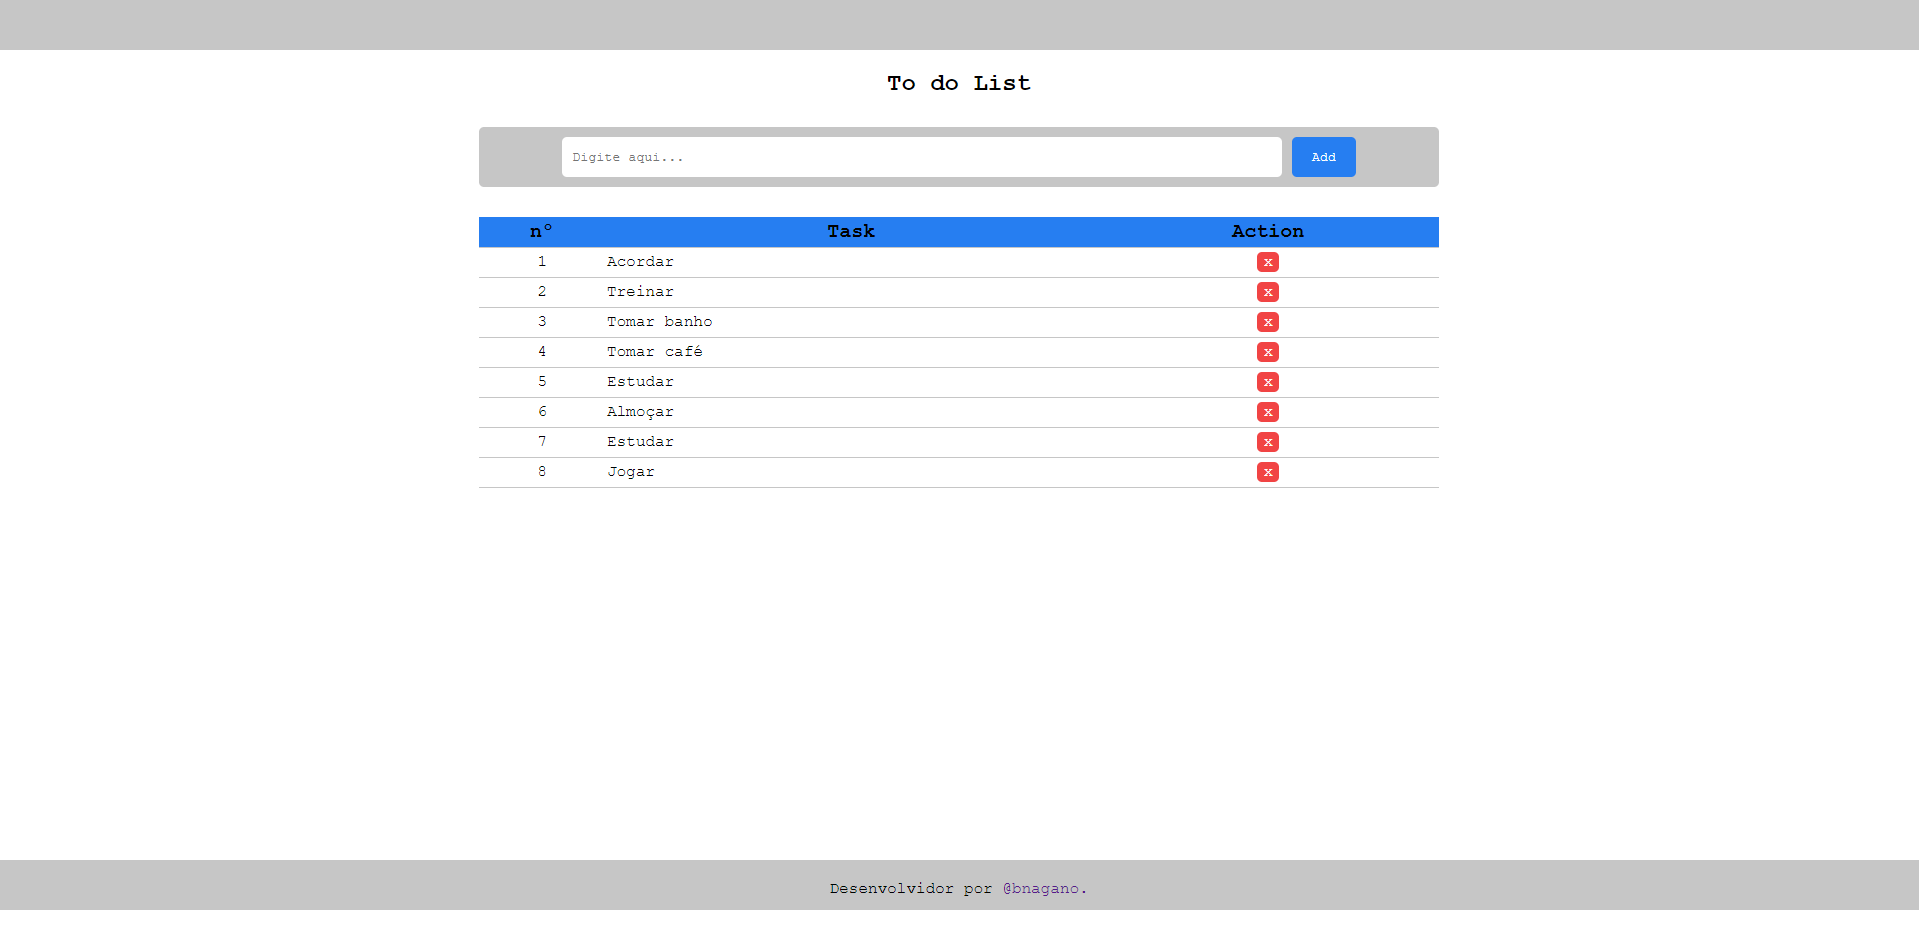 To do List
Digite aqui... Add
nº Task Action
1 Acordar x
2 Treinar x
3 Tomar banho x
4 Tomar café x
5 Estudar x
6 Almoçar x
7 Estudar x
8 Jogar x
Desenvolvidor por @bnagano.